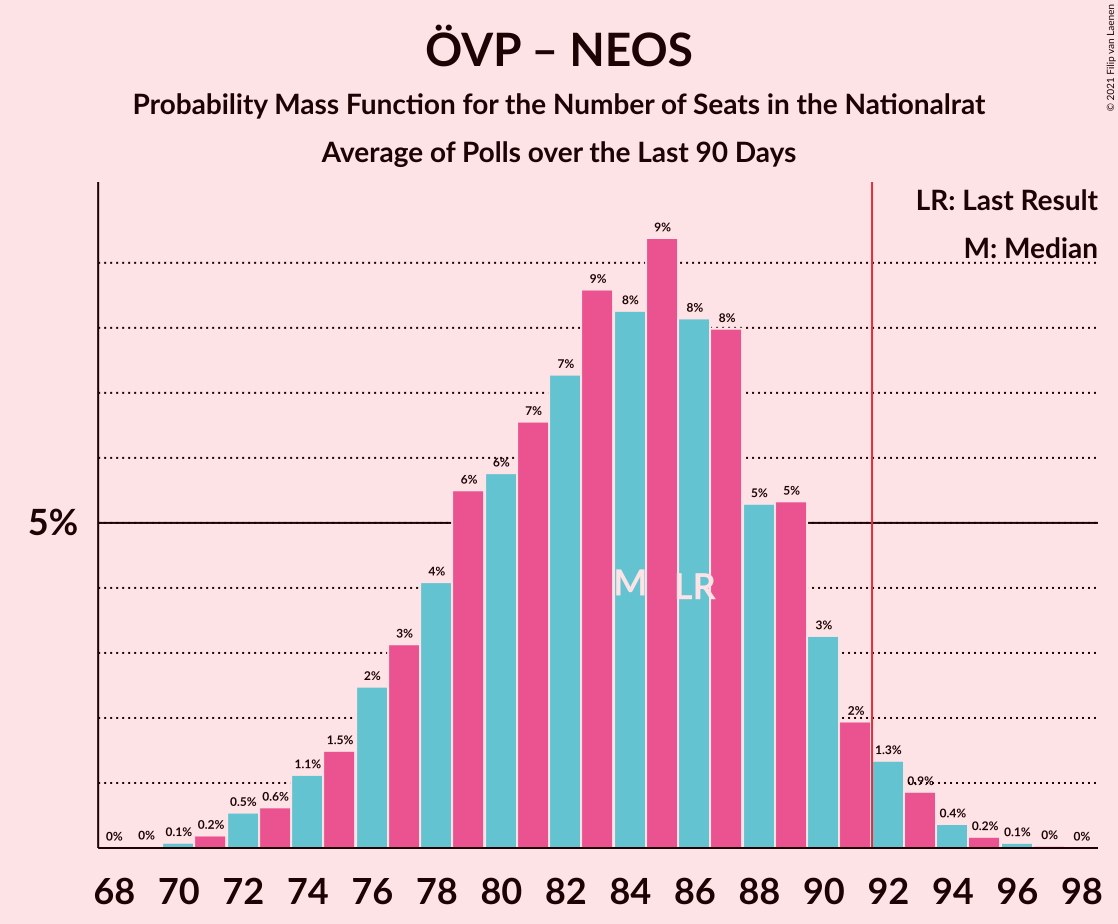 ÖVP – NEOS
Probability Mass Function for the Number of Seats in the Nationalrat
Average of Polls over the Last 90 Days
© 2021 Filip van Laenen
LR: Last Result
M: Median
5%
0% 0% 0.1% 0.2% 0.5% 0.6% 1.1% 1.5% 2% 3% 4% 6% 6% 7% 7% 9% 8% 9% 8% 8% 5% 5% 3% 2% 1.3% 0.9% 0.4% 0.2% 0.1% 0% 0%
M LR
68 70 72 74 76 78 80 82 84 86 88 90 92 94 96 98